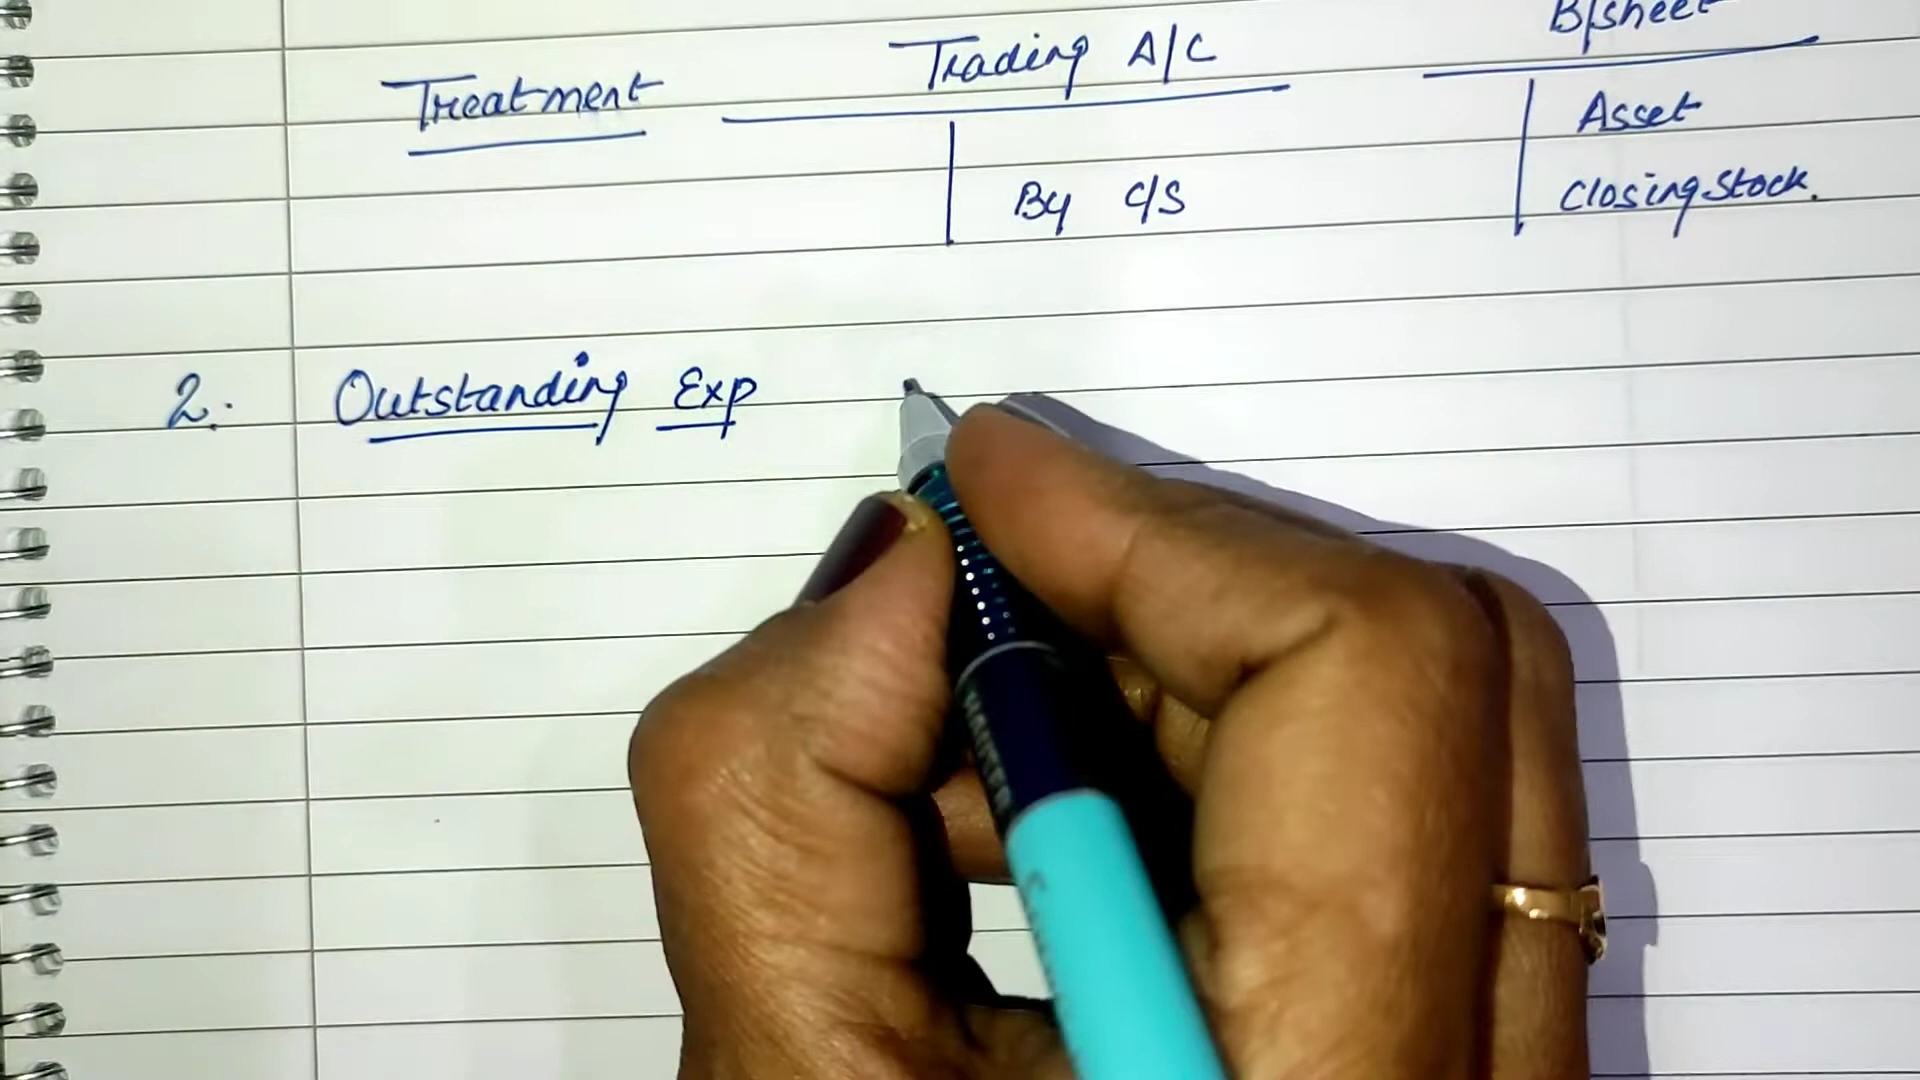 B/sheet
Treatment Trading A/C
Asset
By C/S Closing Stock.
2. Outstanding Exp